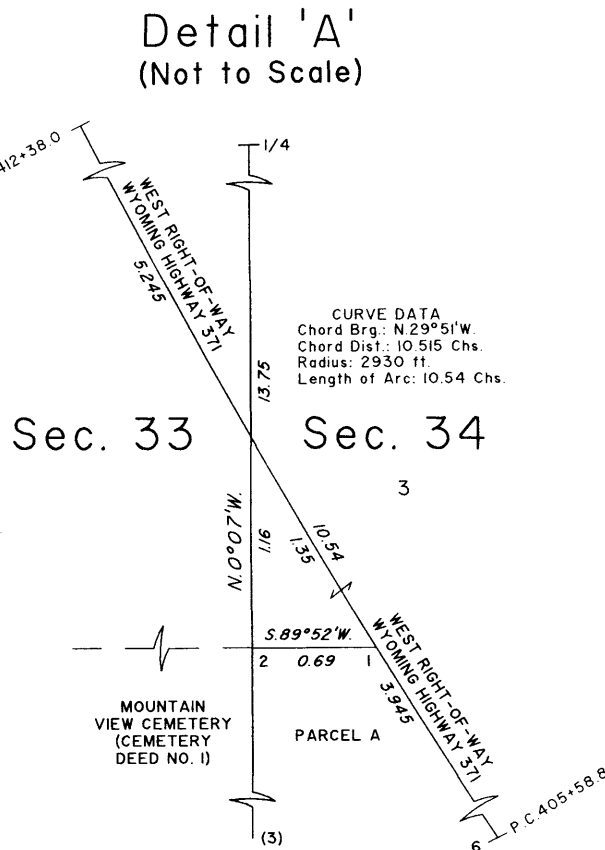 Detail 'A'
(Not to Scale)
412+38.0
1/4
WEST RIGHT-OF-WAY
WYOMING HIGHWAY 371
5.245
13.75
CURVE DATA
Chord Brg.: N.29°51'W.
Chord Dist.: 10.515 Chs.
Radius: 2930 ft.
Length of Arc: 10.54 Chs.
Sec. 33
Sec. 34
3
N.0°07'W.
1.16
10.54
1.35
S.89°52'W.
2
0.69
1
WEST RIGHT-OF-WAY
WYOMING HIGHWAY 371
3.945
MOUNTAIN
VIEW CEMETERY
(CEMETERY
DEED NO. 1)
PARCEL A
(3)
6
P.C.405+58.8